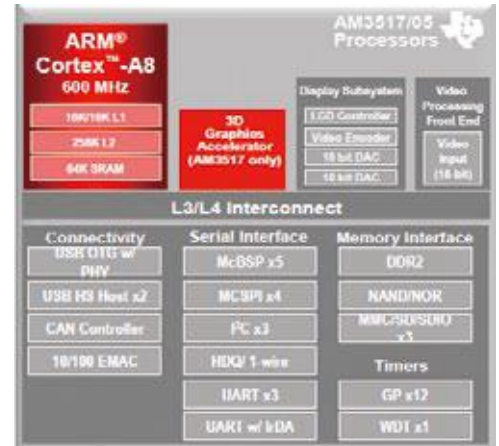 AM3517/05
Processors
ARM®
Cortex™-A8
600 MHz
16K/16K L1
256K L2
64K SRAM
3D
Graphics
Accelerator
(AM3517 only)
Display Subsystem
LCD Controller
Video Encoder
10 bit DAC
10 bit DAC
Video
Processing
Front End
Video
Input
(16 bit)
L3/L4 Interconnect
Connectivity
USB OTG w/
PHY
USB HS Host x2
CAN Controller
10/100 EMAC
Serial Interface
McBSP x5
MCSPI x4
I²C x3
HDQ/ 1-wire
UART x3
UART w/ IrDA
Memory Interface
DDR2
NAND/NOR
MMC/SD/SDIO
x3
Timers
GP x12
WDT x1